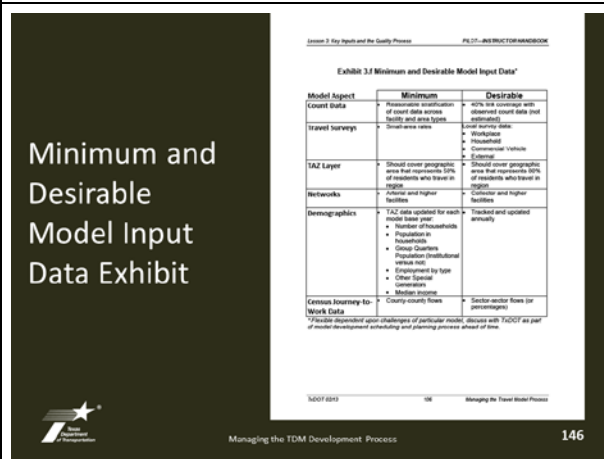 Minimum and
Desirable
Model Input
Data Exhibit
Lesson 3: Key Inputs and the Quality Process PILOT—INSTRUCTOR HANDBOOK
Exhibit 3.f Minimum and Desirable Model Input Data*
Model Aspect Minimum Desirable
Count Data • Reasonable stratification of count data across facility and area types • 40% link coverage with observed count data (not estimated)
Travel Surveys • Small-area rates Local survey data:
• Workplace
• Household
• Commercial Vehicle
• External
TAZ Layer • Should cover geographic area that represents 50% of residents who travel in region • Should cover geographic area that represents 80% of residents who travel in region
Networks • Arterial and higher facilities • Collector and higher facilities
Demographics • TAZ data updated for each model base year: • Tracked and updated annually
• Number of households
• Population in households
• Group Quarters Population (Institutional versus not)
• Employment by type
• Other Special Generators
• Median income
Census Journey-to-Work Data • County-county flows • Sector-sector flows (or percentages)
*Flexible dependent upon challenges of particular model, discuss with TxDOT as part
of model development scheduling and planning process ahead of time.
TxDOT 02/13 106 Managing the Travel Model Process
Texas
Department
of Transportation
Managing the TDM Development Process
146